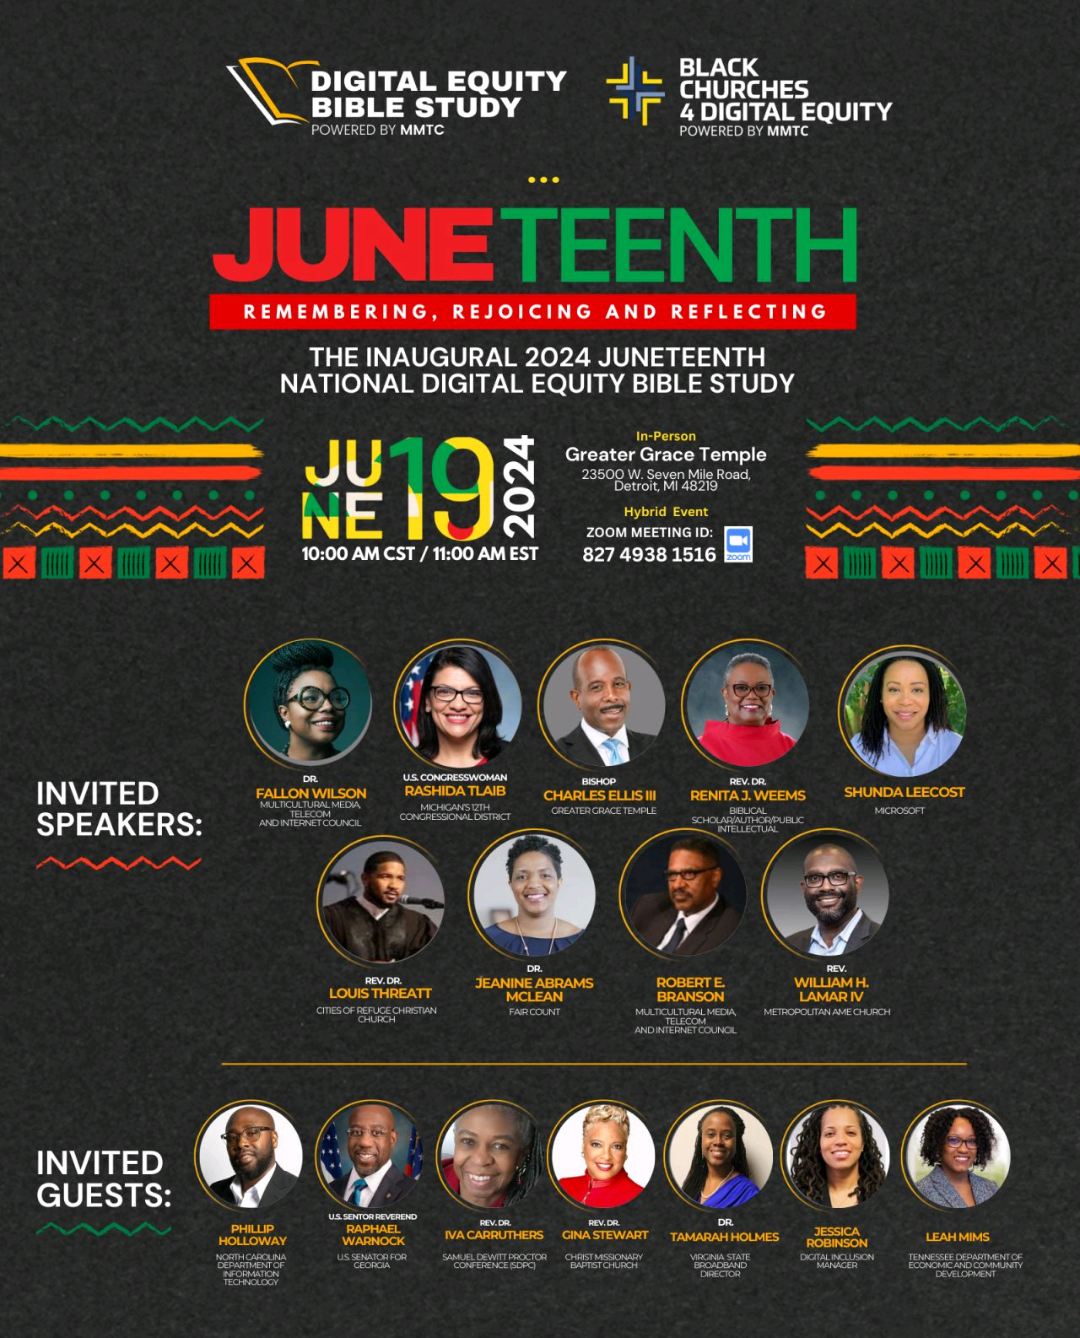 DIGITAL EQUITY
BIBLE STUDY
POWERED BY MMTC
BLACK
CHURCHES
4 DIGITAL EQUITY
POWERED BY MMTC
JUNETEENTH
REMEMBERING, REJOICING AND REFLECTING
THE INAUGURAL 2024 JUNETEENTH
NATIONAL DIGITAL EQUITY BIBLE STUDY
JUNE 19 2024
10:00 AM CST / 11:00 AM EST
In-Person
Greater Grace Temple
23500 W. Seven Mile Road,
Detroit, MI 48219
Hybrid Event
ZOOM MEETING ID:
827 4938 1516
zoom
INVITED
SPEAKERS:
DR.
FALLON WILSON
MULTICULTURAL MEDIA,
TELECOM
AND INTERNET COUNCIL
U.S. CONGRESSWOMAN
RASHIDA TLAIB
MICHIGAN'S 12TH
CONGRESSIONAL DISTRICT
BISHOP
CHARLES ELLIS III
GREATER GRACE TEMPLE
REV. DR.
RENITA J. WEEMS
BIBLICAL
SCHOLAR/AUTHOR/PUBLIC
INTELLECTUAL
SHUNDA LEECOST
MICROSOFT
REV. DR.
LOUIS THREATT
CITIES OF REFUGE CHRISTIAN
CHURCH
DR.
JEANINE ABRAMS
MCLEAN
FAIR COUNT
ROBERT E.
BRANSON
MULTICULTURAL MEDIA,
TELECOM
AND INTERNET COUNCIL
REV.
WILLIAM H.
LAMAR IV
METROPOLITAN AME CHURCH
INVITED
GUESTS:
PHILLIP
HOLLOWAY
NORTH CAROLINA
DEPARTMENT OF
INFORMATION
TECHNOLOGY
U.S. SENTOR REVEREND
RAPHAEL
WARNOCK
U.S. SENATOR FOR
GEORGIA
REV. DR.
IVA CARRUTHERS
SAMUEL DEWITT PROCTOR
CONFERENCE (SDPC)
REV. DR.
GINA STEWART
CHRIST MISSIONARY
BAPTIST CHURCH
DR.
TAMARAH HOLMES
VIRGINIA STATE
BROADBAND
DIRECTOR
JESSICA
ROBINSON
DIGITAL INCLUSION
MANAGER
LEAH MIMS
TENNESSEE DEPARTMENT OF
ECONOMIC AND COMMUNITY
DEVELOPMENT